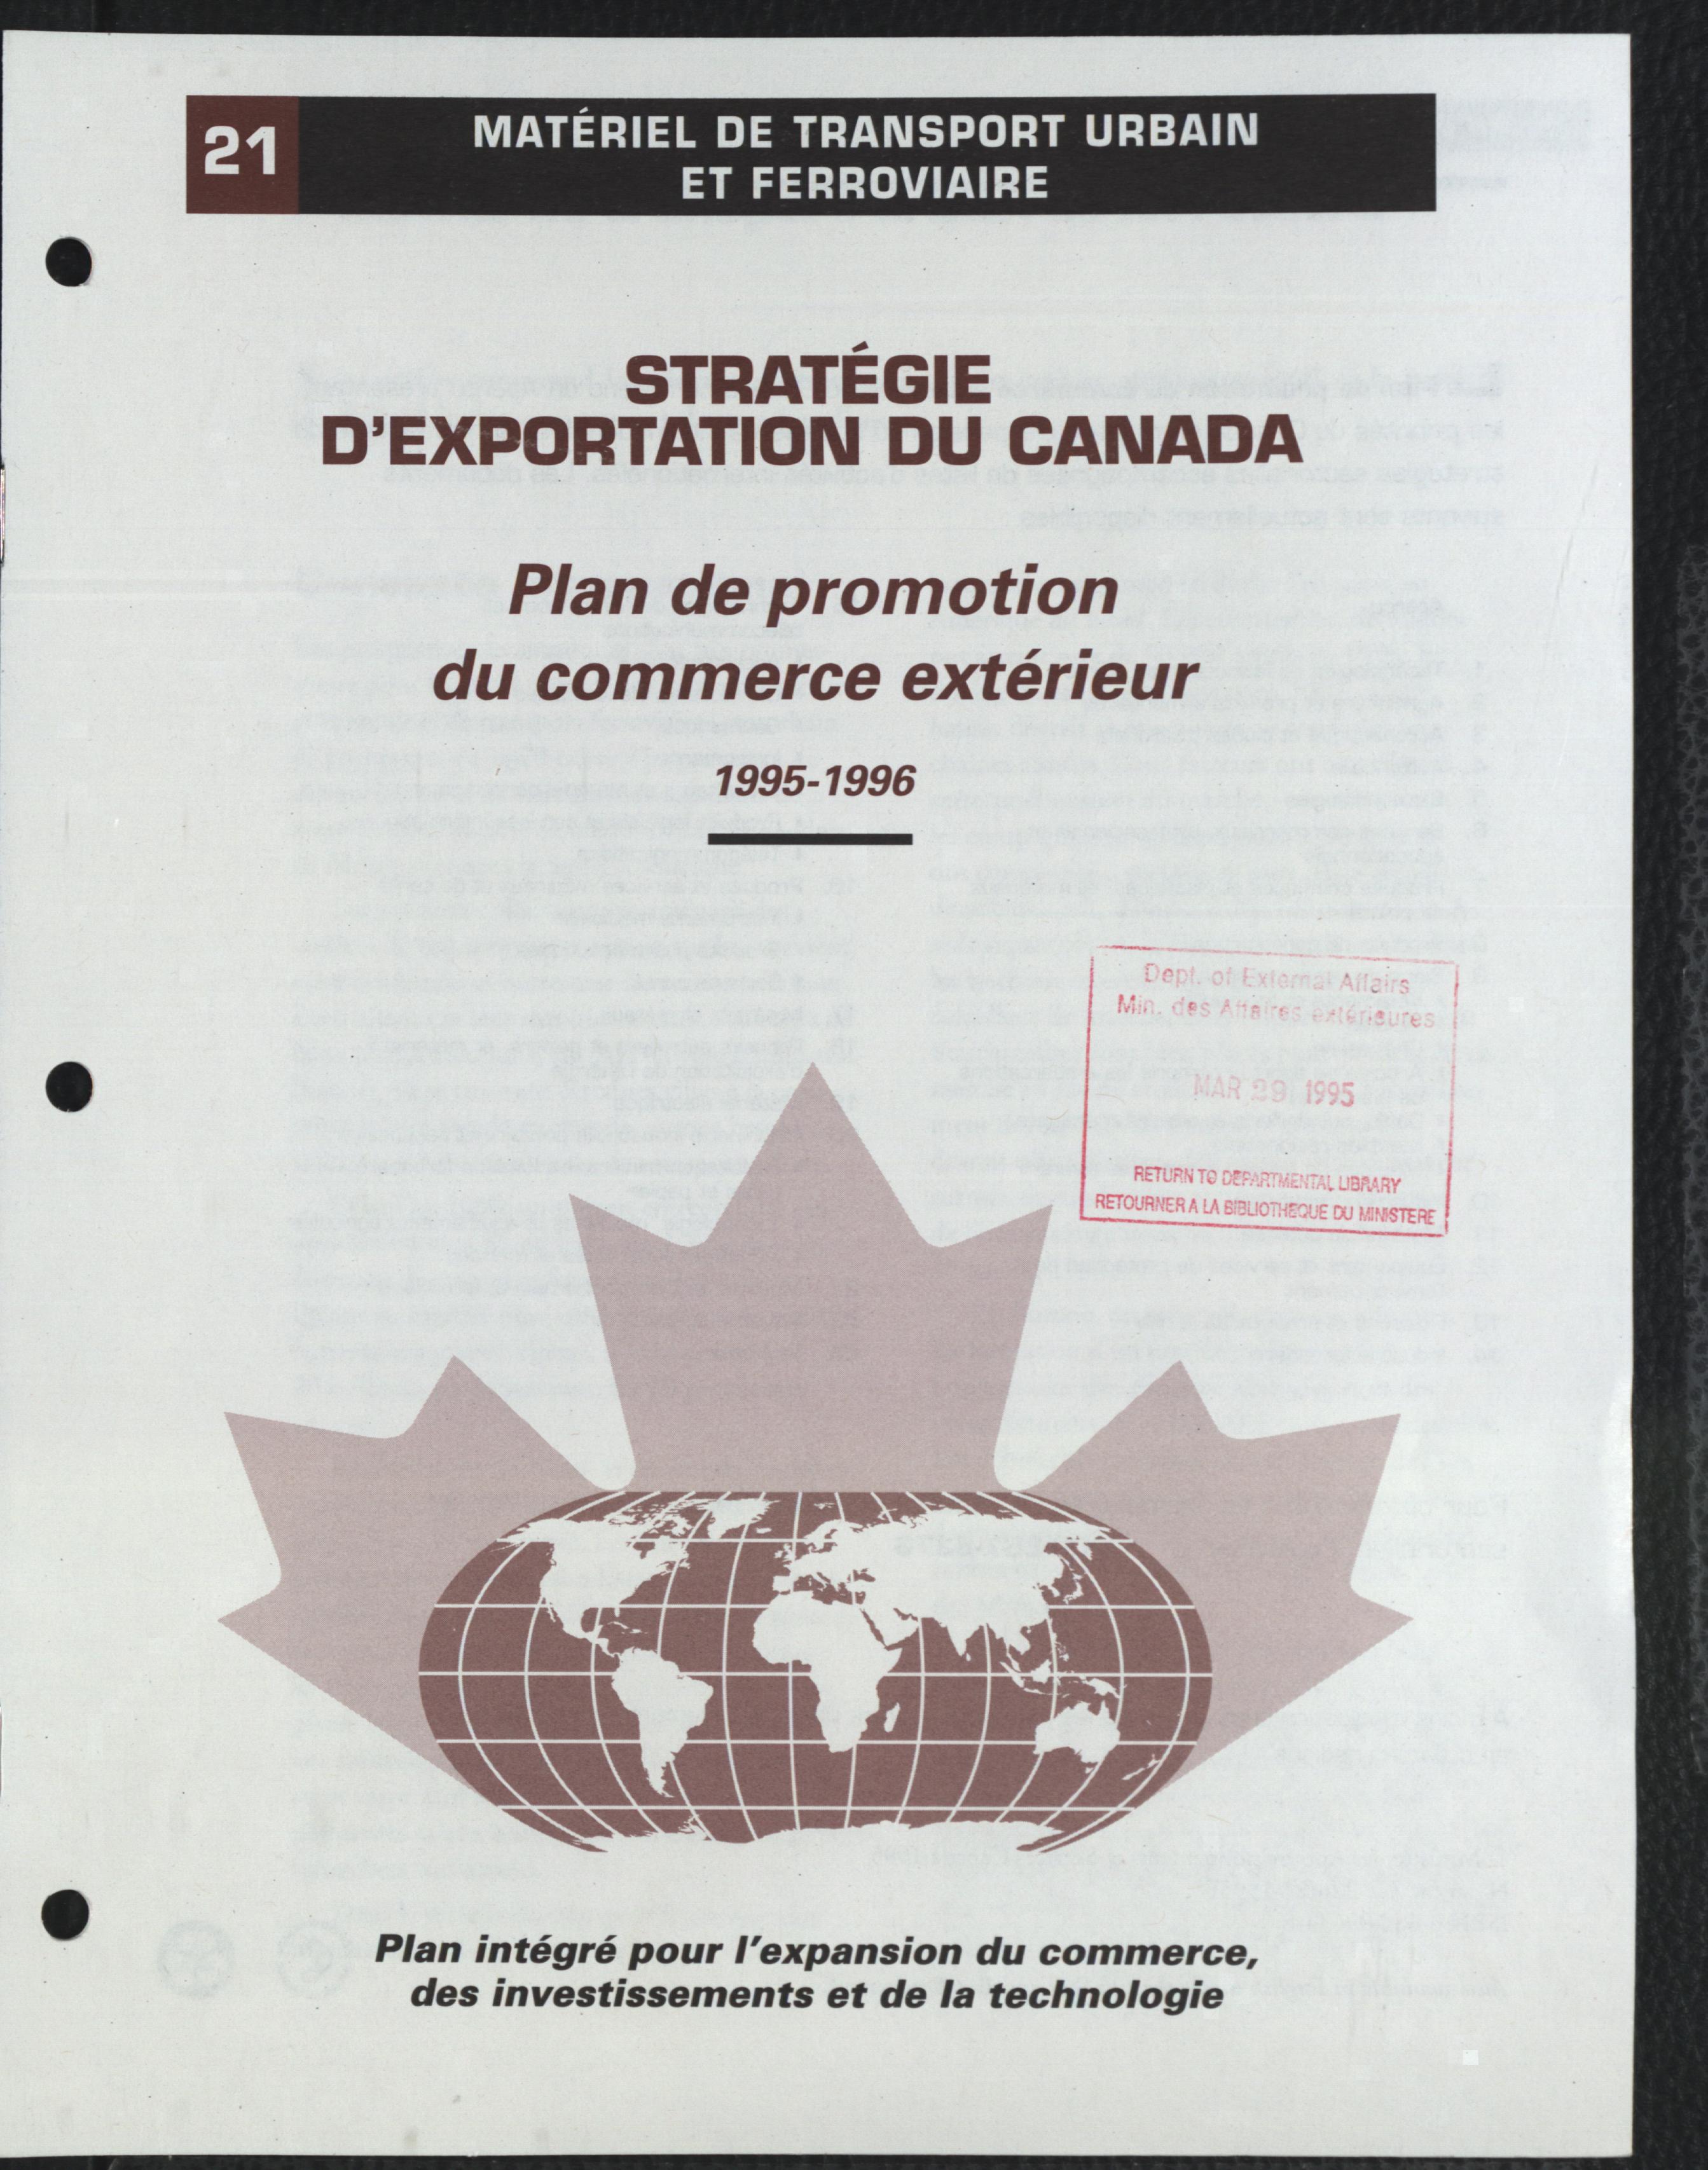 21
MATÉRIEL DE TRANSPORT URBAIN
ET FERROVIAIRE
STRATÉGIE
D'EXPORTATION DU CANADA
Plan de promotion
du commerce extérieur
1995-1996
Dept. of External Affairs
Min. des Affaires extérieures
MAR 29 1995
RETURN TO DEPARTMENTAL LIBRARY
RETOURNER A LA BIBLIOTHEQUE DU MINISTERE
Plan intégré pour l'expansion du commerce,
des investissements et de la technologie